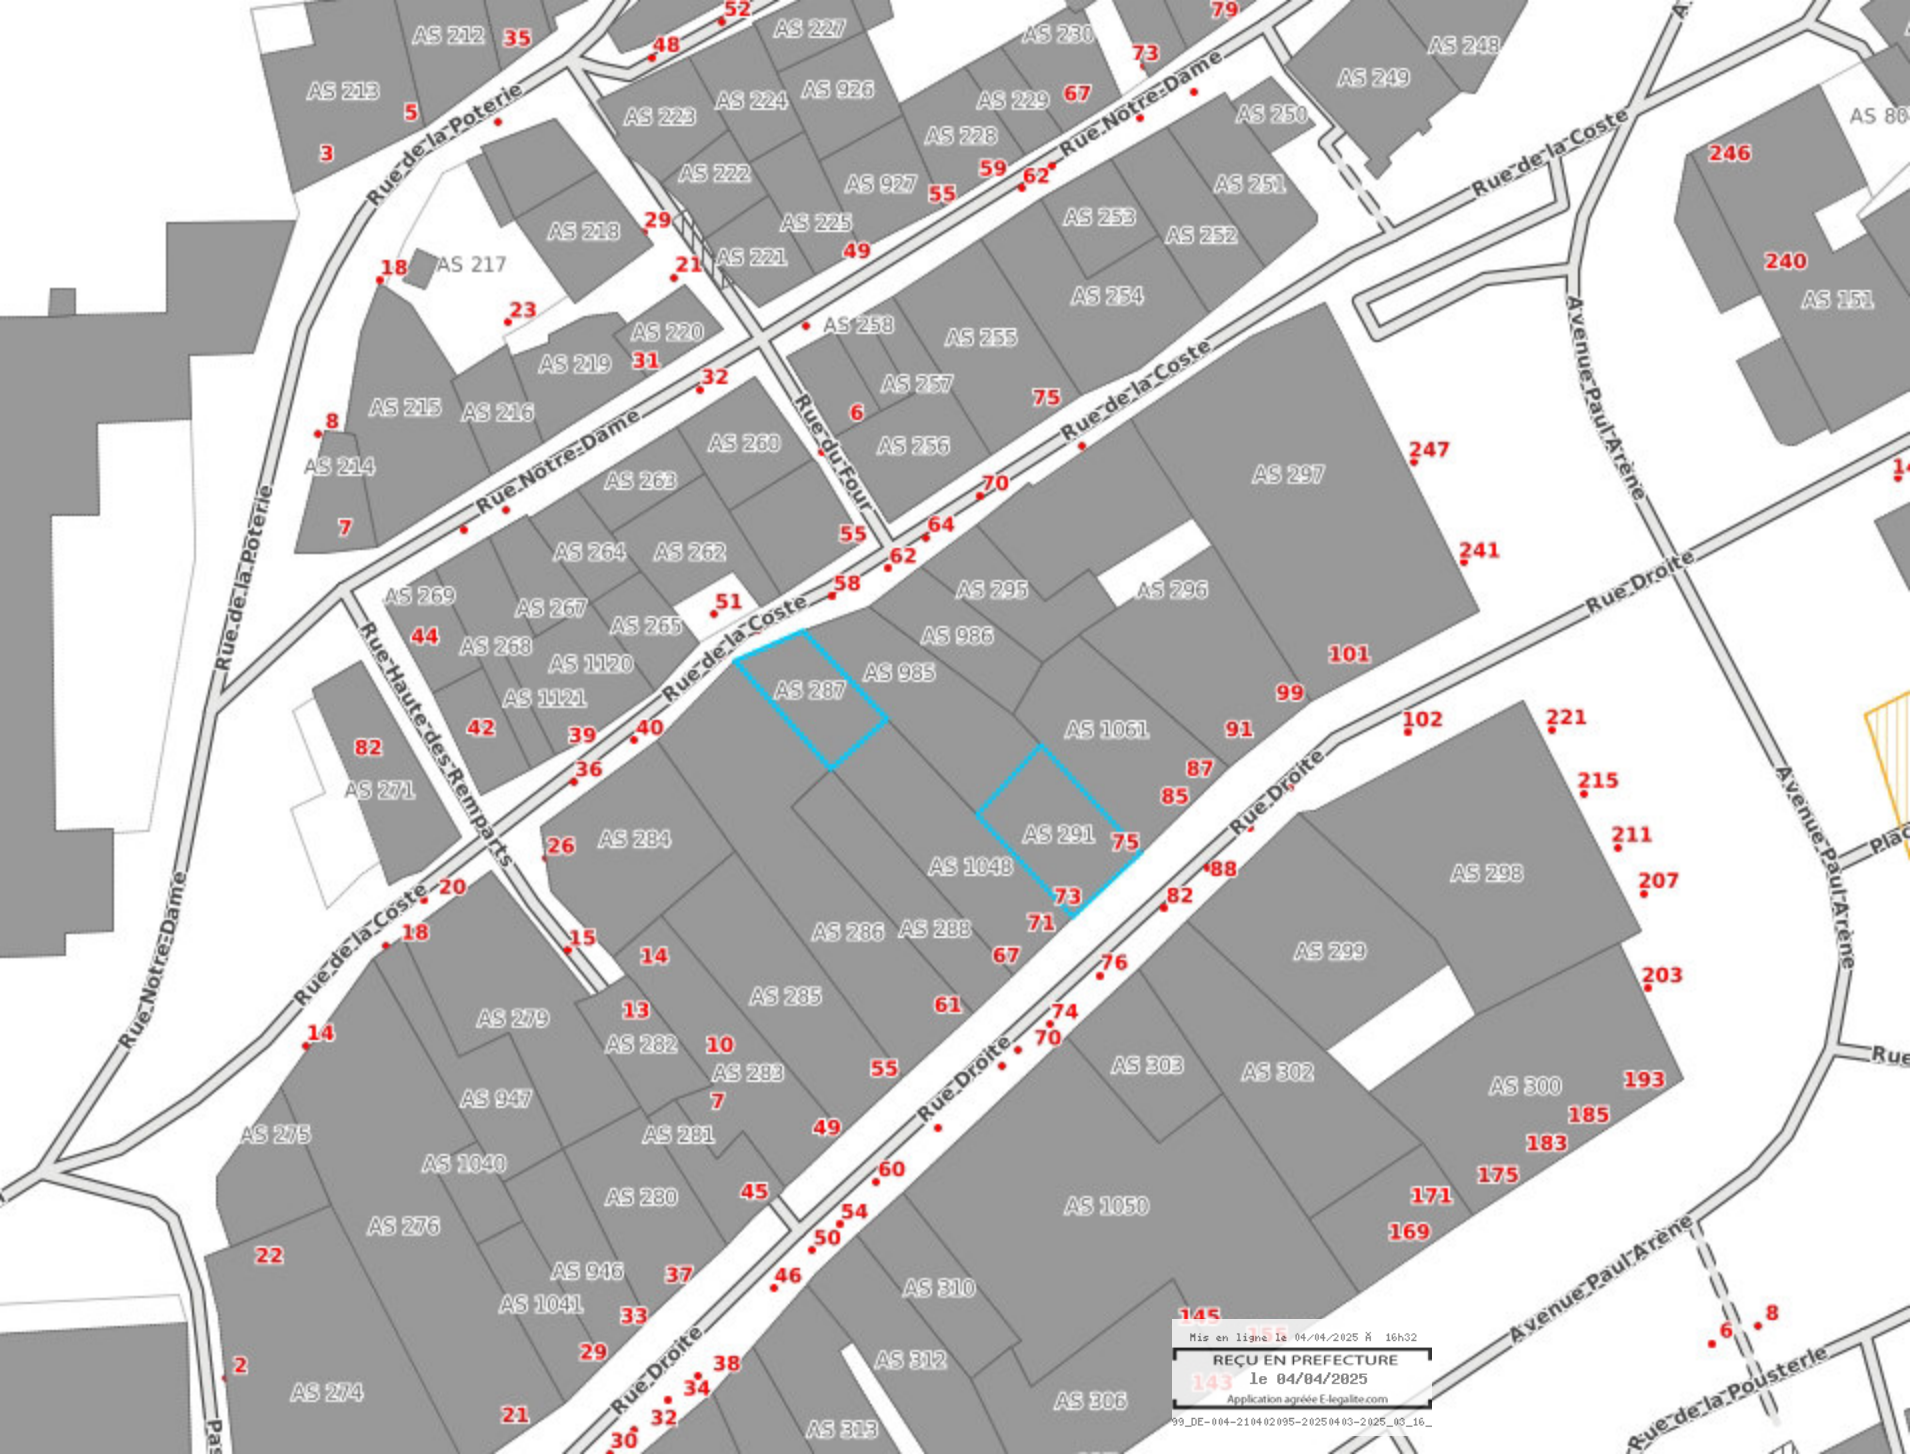 52
79
AS 212
35
AS 227
AS 230
48
73
AS 248
AS 249
AS 213
AS 224
AS 926
AS 229
67
5
AS 223
AS 228
AS 250
Rue de la Poterie
Rue Notre-Dame
Rue de la Coste
3
59
62
246
AS 222
AS 927
55
AS 251
29
AS 218
AS 225
AS 253
AS 252
18
AS 217
21
AS 221
49
240
AS 254
AS 151
23
AS 220
AS 258
AS 255
31
AS 219
32
AS 257
75
Rue de la Coste
Avenue Paul Arène
8
AS 215
AS 216
6
AS 214
Rue Notre-Dame
AS 260
Rue du Four
AS 256
247
7
AS 263
70
AS 297
Rue de la Poterie
AS 264
AS 262
55
64
62
241
AS 269
AS 267
51
58
AS 295
AS 296
Rue Droite
44
AS 268
AS 265
Rue de la Coste
AS 986
AS 1120
AS 287
AS 985
101
AS 1121
99
Rue Haute des Remparts
42
39
40
AS 1061
91
102
221
82
36
87
AS 271
85
215
Avenue Paul Arène
Rue Droite
26
AS 284
AS 291
75
211
20
AS 1048
73
88
AS 298
207
18
Rue de la Coste
15
14
AS 286
AS 288
71
82
AS 299
Rue Notre-Dame
67
76
203
AS 279
13
AS 285
61
74
14
AS 282
10
70
AS 283
55
Rue Droite
AS 303
AS 302
AS 300
193
AS 947
7
49
185
AS 275
AS 281
183
AS 1040
60
175
AS 280
45
171
AS 276
54
AS 1050
169
22
50
AS 946
37
46
AS 310
Avenue Paul Arène
AS 1041
33
145
8
2
29
38
AS 312
6
AS 274
Rue Droite
34
143
AS 306
Rue de la Pousterle
21
32
AS 313
30
Mis en ligne le 04/04/2025 À 16h32
REÇU EN PREFECTURE
le 04/04/2025
Application agréée E-legalite.com
99_DE-004-210402095-20250403-2025_03_16_